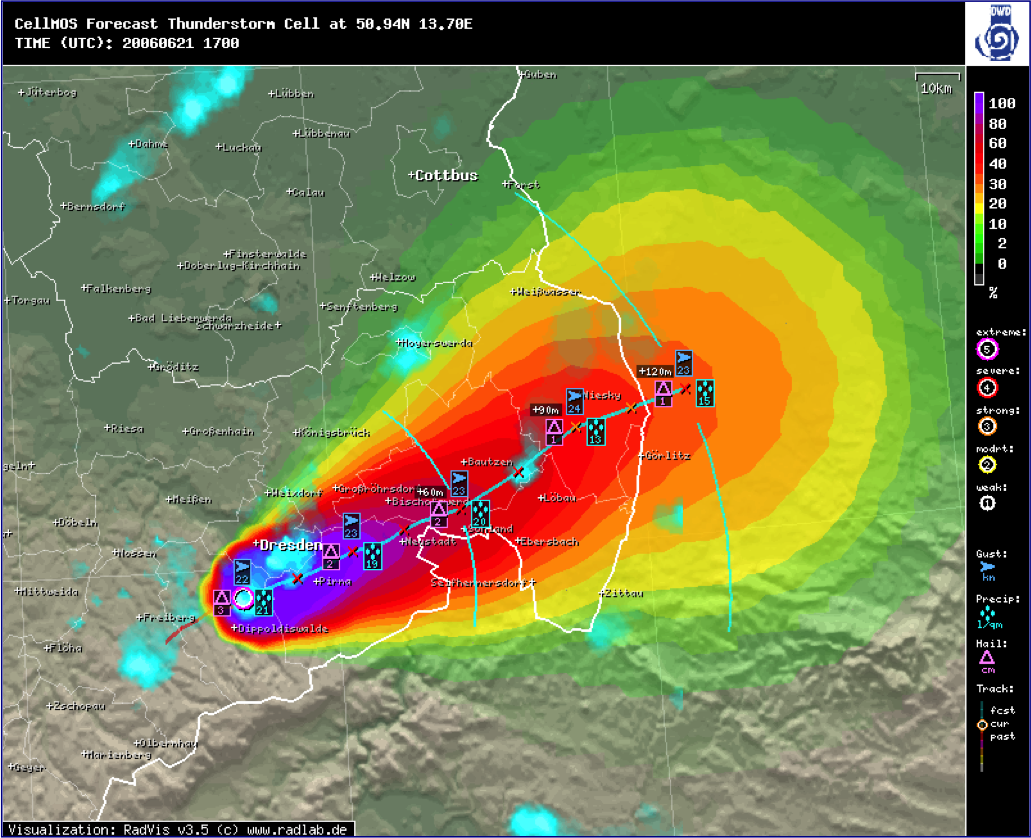 CellMOS Forecast Thunderstorm Cell at 50.94N 13.70E
TIME (UTC): 20060621 1700
DWD
Guben
10km
Jüterbog
Lübben
Lübbenau
Dahme
Luckau
Cottbus
Forst
Calau
Bernsdorf
Finsterwalde
Doberlug-Kirchhain
Welzow
Falkenberg
Weißwasser
Torgau
Senftenberg
Bad Liebenwerda
Schwarzheide
Hoyerswerda
Gröditz
+120m
23
1
15
Niesky
24
+90m
1
13
Riesa
Großenhain
Königsbrück
Görlitz
Bautzen
Weixdorf
Großröhrsdorf
+60m
23
Löbau
Meißen
2
20
Döbeln
23
Neustadt
Ebersbach
Dresden
Nossen
2
19
Pirna
22
Seifhennersdorf
Mittweida
Zittau
3
21
Freiberg
Dippoldiswalde
Flöha
Zschopau
Olbernhau
Marienberg
Geyer
Visualization: RadVis v3.5 (c) www.radlab.de
100
80
60
40
30
20
10
2
0
%
extreme:
5
severe:
4
strong:
3
modrt:
2
weak:
1
Gust:
kn
Precip:
l/qm
Hail:
cm
Track:
fcst
cur
past